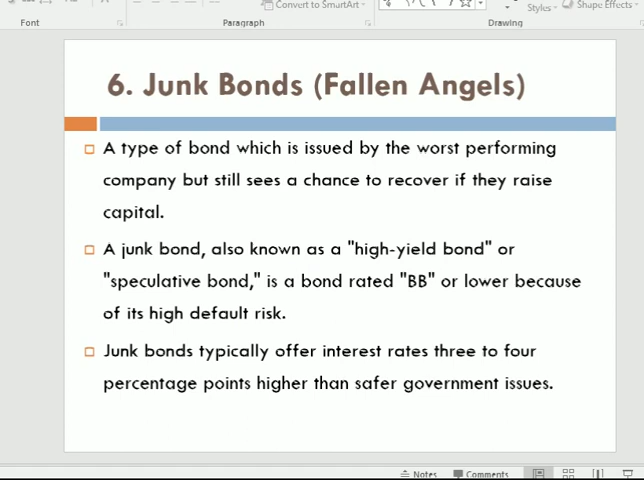 Convert to SmartArt
Styles
Shape Effects
Font
Paragraph
Drawing
6. Junk Bonds (Fallen Angels)
A type of bond which is issued by the worst performing
company but still sees a chance to recover if they raise
capital.
A junk bond, also known as a "high-yield bond" or
"speculative bond," is a bond rated "BB" or lower because
of its high default risk.
Junk bonds typically offer interest rates three to four
percentage points higher than safer government issues.
Notes
Comments